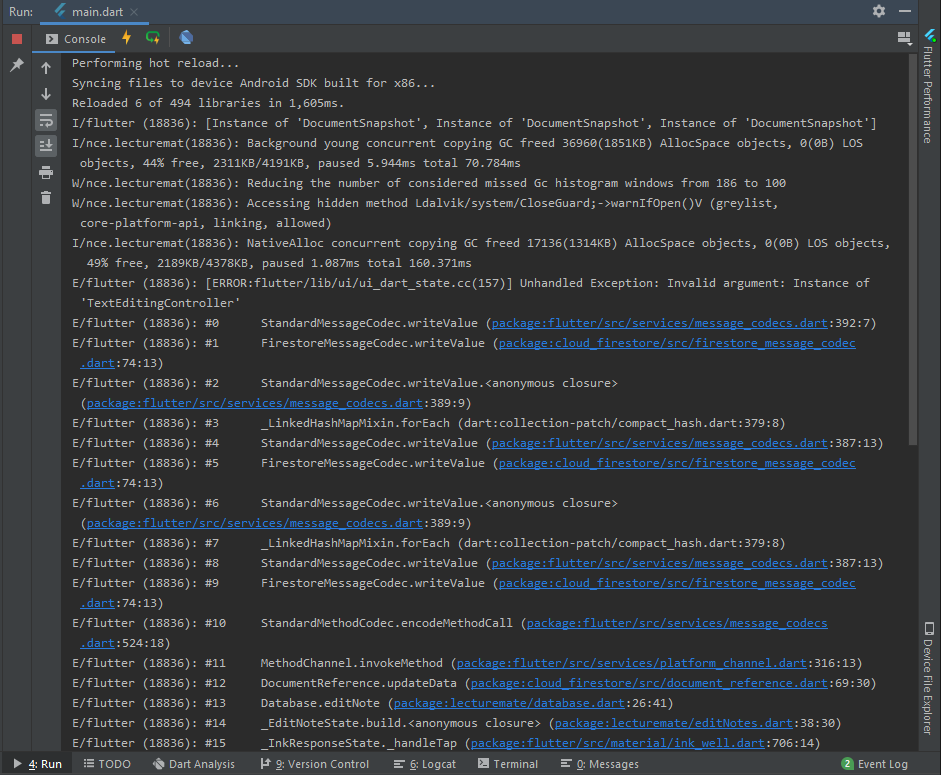 Run: main.dart
Console
Performing hot reload...
Syncing files to device Android SDK built for x86...
Reloaded 6 of 494 libraries in 1,605ms.
I/flutter (18836): [Instance of 'DocumentSnapshot', Instance of 'DocumentSnapshot', Instance of 'DocumentSnapshot']
I/nce.lecturemat(18836): Background young concurrent copying GC freed 36960(1851KB) AllocSpace objects, 0(0B) LOS
objects, 44% free, 2311KB/4191KB, paused 5.944ms total 70.784ms
W/nce.lecturemat(18836): Reducing the number of considered missed Gc histogram windows from 186 to 100
W/nce.lecturemat(18836): Accessing hidden method Ldalvik/system/CloseGuard;->warnIfOpen()V (greylist,
core-platform-api, linking, allowed)
I/nce.lecturemat(18836): NativeAlloc concurrent copying GC freed 17136(1314KB) AllocSpace objects, 0(0B) LOS objects,
49% free, 2189KB/4378KB, paused 1.087ms total 160.371ms
E/flutter (18836): [ERROR:flutter/lib/ui/ui_dart_state.cc(157)] Unhandled Exception: Invalid argument: Instance of
'TextEditingController'
E/flutter (18836): #0 StandardMessageCodec.writeValue (package:flutter/src/services/message_codecs.dart:392:7)
E/flutter (18836): #1 FirestoreMessageCodec.writeValue (package:cloud_firestore/src/firestore_message_codec
.dart:74:13)
E/flutter (18836): #2 StandardMessageCodec.writeValue.<anonymous closure>
(package:flutter/src/services/message_codecs.dart:389:9)
E/flutter (18836): #3 _LinkedHashMapMixin.forEach (dart:collection-patch/compact_hash.dart:379:8)
E/flutter (18836): #4 StandardMessageCodec.writeValue (package:flutter/src/services/message_codecs.dart:387:13)
E/flutter (18836): #5 FirestoreMessageCodec.writeValue (package:cloud_firestore/src/firestore_message_codec
.dart:74:13)
E/flutter (18836): #6 StandardMessageCodec.writeValue.<anonymous closure>
(package:flutter/src/services/message_codecs.dart:389:9)
E/flutter (18836): #7 _LinkedHashMapMixin.forEach (dart:collection-patch/compact_hash.dart:379:8)
E/flutter (18836): #8 StandardMessageCodec.writeValue (package:flutter/src/services/message_codecs.dart:387:13)
E/flutter (18836): #9 FirestoreMessageCodec.writeValue (package:cloud_firestore/src/firestore_message_codec
.dart:74:13)
E/flutter (18836): #10 StandardMethodCodec.encodeMethodCall (package:flutter/src/services/message_codecs
.dart:524:18)
E/flutter (18836): #11 MethodChannel.invokeMethod (package:flutter/src/services/platform_channel.dart:316:13)
E/flutter (18836): #12 DocumentReference.updateData (package:cloud_firestore/src/document_reference.dart:69:30)
E/flutter (18836): #13 Database.editNote (package:lecturemate/database.dart:26:41)
E/flutter (18836): #14 _EditNoteState.build.<anonymous closure> (package:lecturemate/editNotes.dart:38:30)
E/flutter (18836): #15 _InkResponseState._handleTap (package:flutter/src/material/ink_well.dart:706:14)
Flutter Performance
Device File Explorer
4: Run TODO Dart Analysis 9: Version Control 6: Logcat Terminal 0: Messages 2 Event Log